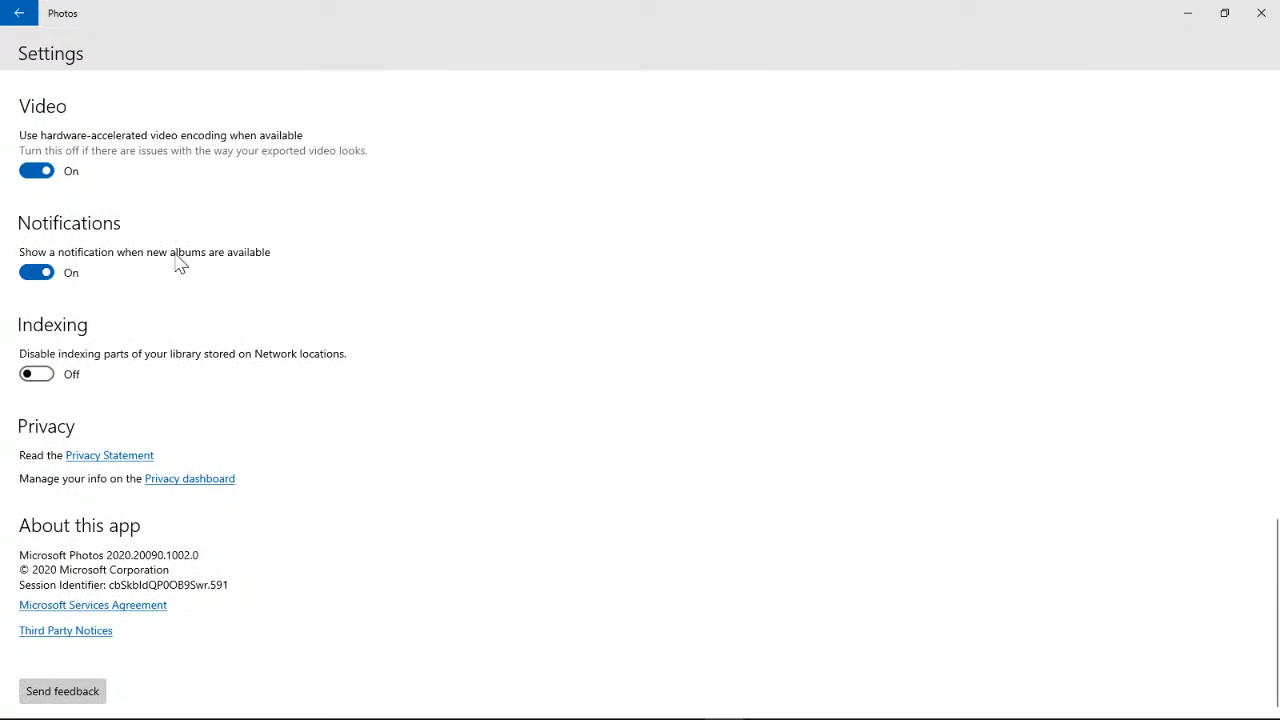 Photos
Settings
Video
Use hardware-accelerated video encoding when available
Turn this off if there are issues with the way your exported video looks.
On
Notifications
Show a notification when new albums are available
On
Indexing
Disable indexing parts of your library stored on Network locations.
Off
Privacy
Read the Privacy Statement
Manage your info on the Privacy dashboard
About this app
Microsoft Photos 2020.20090.1002.0
© 2020 Microsoft Corporation
Session Identifier: cbSkbIdQP0OB9Swr.591
Microsoft Services Agreement
Third Party Notices
Send feedback